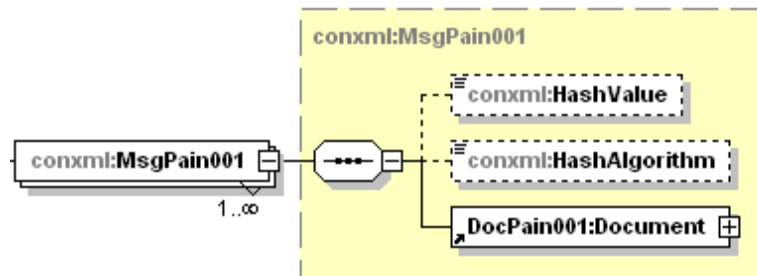 conxml:MsgPain001
conxml:HashValue
conxml:MsgPain001
conxml:HashAlgorithm
1..∞
DocPain001:Document